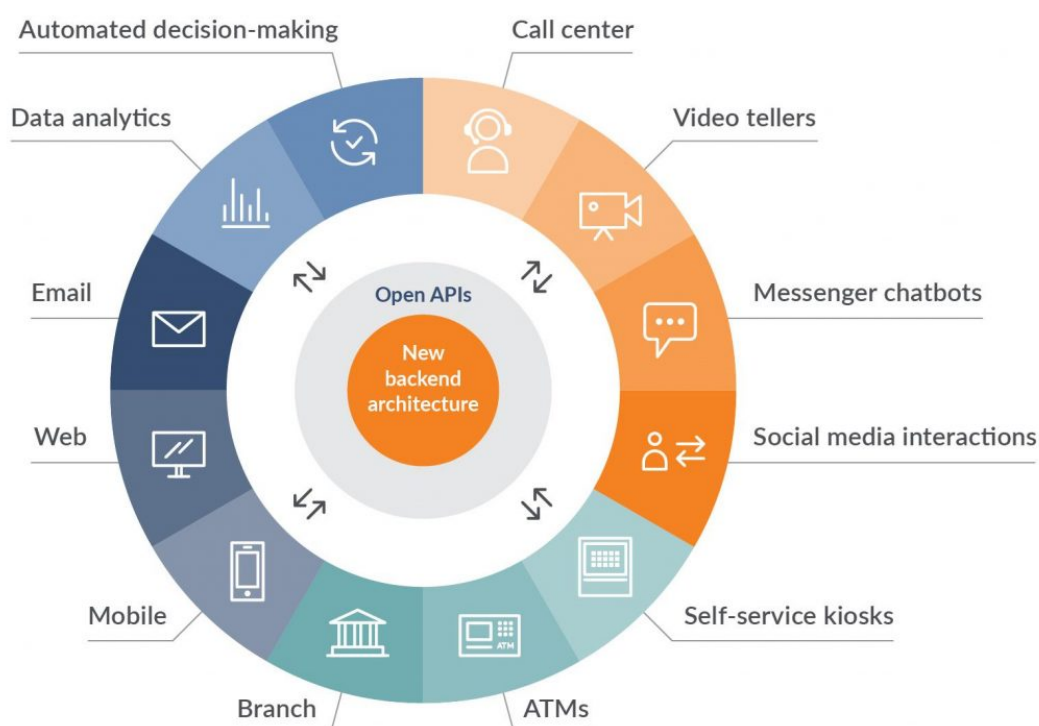 Automated decision-making
Call center
Data analytics
Video tellers
Email
Open APIs
Messenger chatbots
New
backend
architecture
Web
Social media interactions
Mobile
Self-service kiosks
ATM
Branch
ATMs